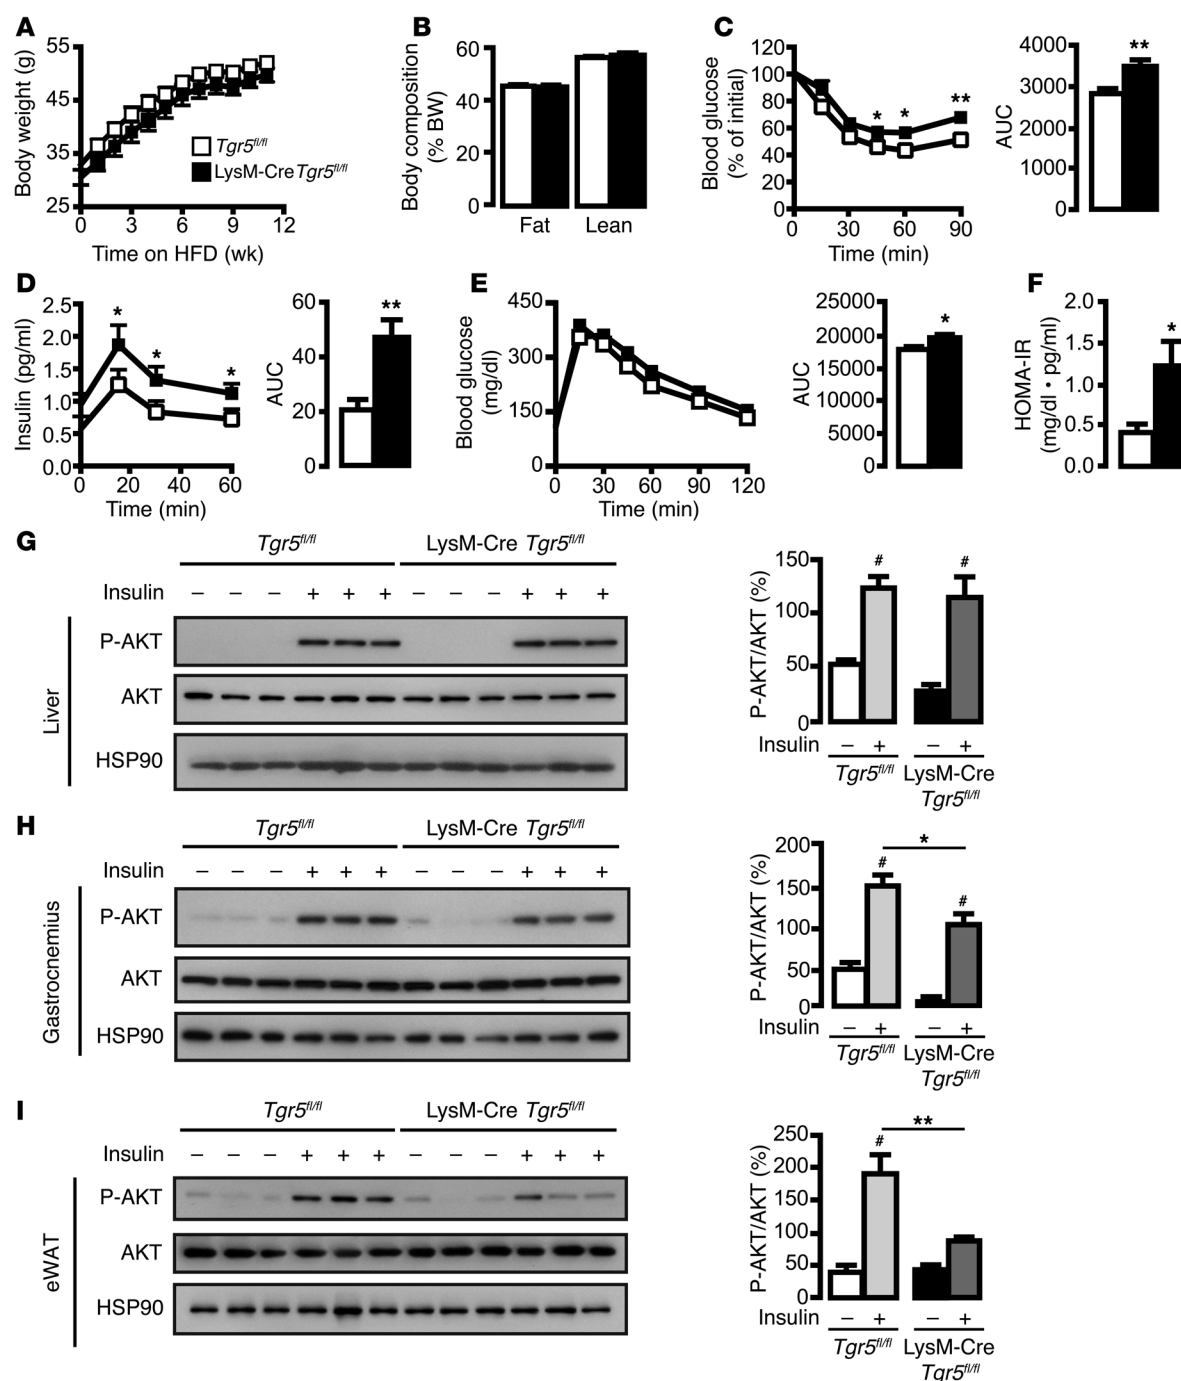 A
Body weight (g)
55
45
35
25
0 3 6 9 12
Time on HFD (wk)
Tgr5fl/fl
LysM-CreTgr5fl/fl
B
Body composition
(% BW)
60
40
20
0
Fat Lean
C
Blood glucose
(% of initial)
120
100
80
60
40
20
0
* * **
0 30 60 90
Time (min)
AUC
4000
3000
2000
1000
0
**
D
Insulin (pg/ml)
2.5
2.0
1.5
1.0
0.5
0.0
* * *
0 20 40 60
Time (min)
AUC
60
40
20
0
**
E
Blood glucose
(mg/dl)
450
300
150
0
0 30 60 90 120
Time (min)
AUC
25000
20000
15000
10000
5000
0
*
F
HOMA-IR
(mg/dl • pg/ml)
2.0
1.5
1.0
0.5
0.0
*
G
Tgr5fl/fl LysM-Cre Tgr5fl/fl
Insulin – – – + + + – – – + + +
Liver
P-AKT
AKT
HSP90
P-AKT/AKT (%)
150
100
50
0
# #
Insulin – + – +
Tgr5fl/fl LysM-Cre
Tgr5fl/fl
H
Tgr5fl/fl LysM-Cre Tgr5fl/fl
Insulin – – – + + + – – – + + +
Gastrocnemius
P-AKT
AKT
HSP90
P-AKT/AKT (%)
200
150
100
50
0
*
# #
Insulin – + – +
Tgr5fl/fl LysM-Cre
Tgr5fl/fl
I
Tgr5fl/fl LysM-Cre Tgr5fl/fl
Insulin – – – + + + – – – + + +
eWAT
P-AKT
AKT
HSP90
P-AKT/AKT (%)
250
200
150
100
50
0
**
#
Insulin – + – +
Tgr5fl/fl LysM-Cre
Tgr5fl/fl